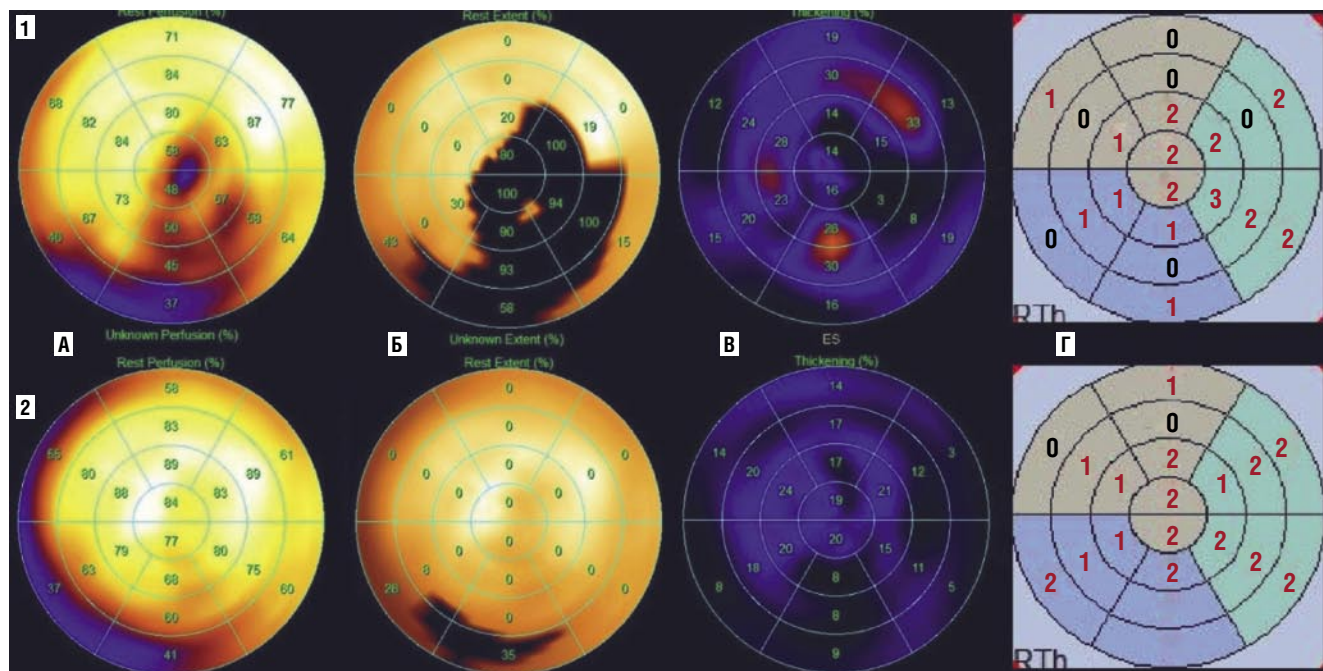 1
Rest Perfusion (%)
71
84
68 82 80 77
84 63 87
58
48
73 57
67 58
46 50 64
45
37
Rest Extent (%)
0
0
0 0 20 0
0 100 19
80
100
30 94
0 100
43 90 15
93
58
Thickening (%)
19
30
12 24 14 13
28 15 33
14
16
23 3
20 8
15 28 19
30
16
0
0
1 0 2 0 2
1 2
2
2
1 1 3 2
0 1 2
0
1
RTh
А Б В Г
Unknown Perfusion (%)
Unknown Extent (%)
ES
2
Rest Perfusion (%)
58
83
55 80 89 89 61
88 83
84
77
79 80
37 63 68 75 60
60
41
Rest Extent (%)
0
0
0 0 0 0 0
0 0
0
0
0 0
26 8 0 0 0
0
35
Thickening (%)
14
17
14 20 12 3
24 21
19
20
20 15
8 18 8 11 5
8
9
1
0
0 1 2 2 2
1 1
2
2
1 2
2 1 2 2 2
RTh